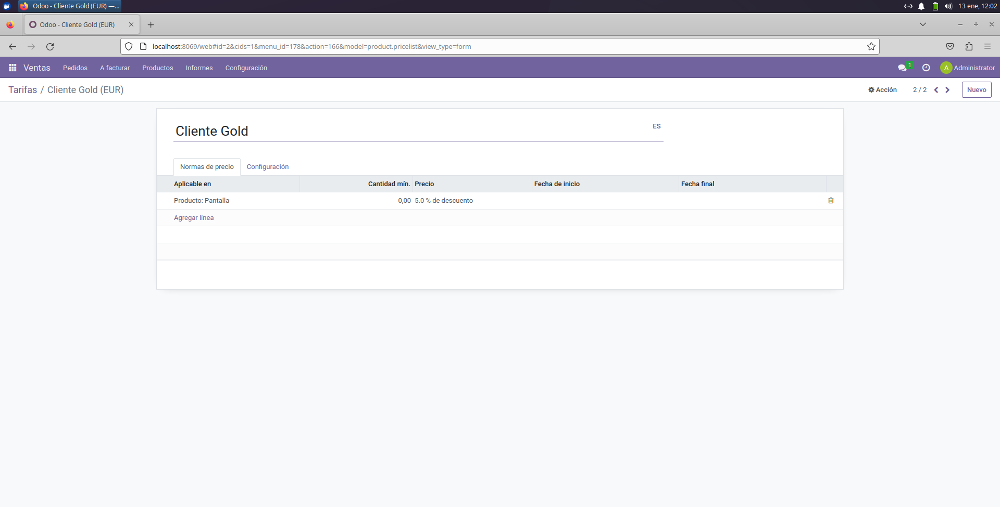 Odoo - Cliente Gold (EUR) —...
13 ene, 12:02
Odoo - Cliente Gold (EUR)
localhost:8069/web#id=2&cids=1&menu_id=178&action=166&model=product.pricelist&view_type=form
Ventas Pedidos A facturar Productos Informes Configuración 1 A Administrator
Tarifas / Cliente Gold (EUR) Acción 2 / 2 Nuevo
Cliente Gold ES
Normas de precio Configuración
Aplicable en Cantidad mín. Precio Fecha de inicio Fecha final
Producto: Pantalla 0,00 5.0 % de descuento
Agregar línea